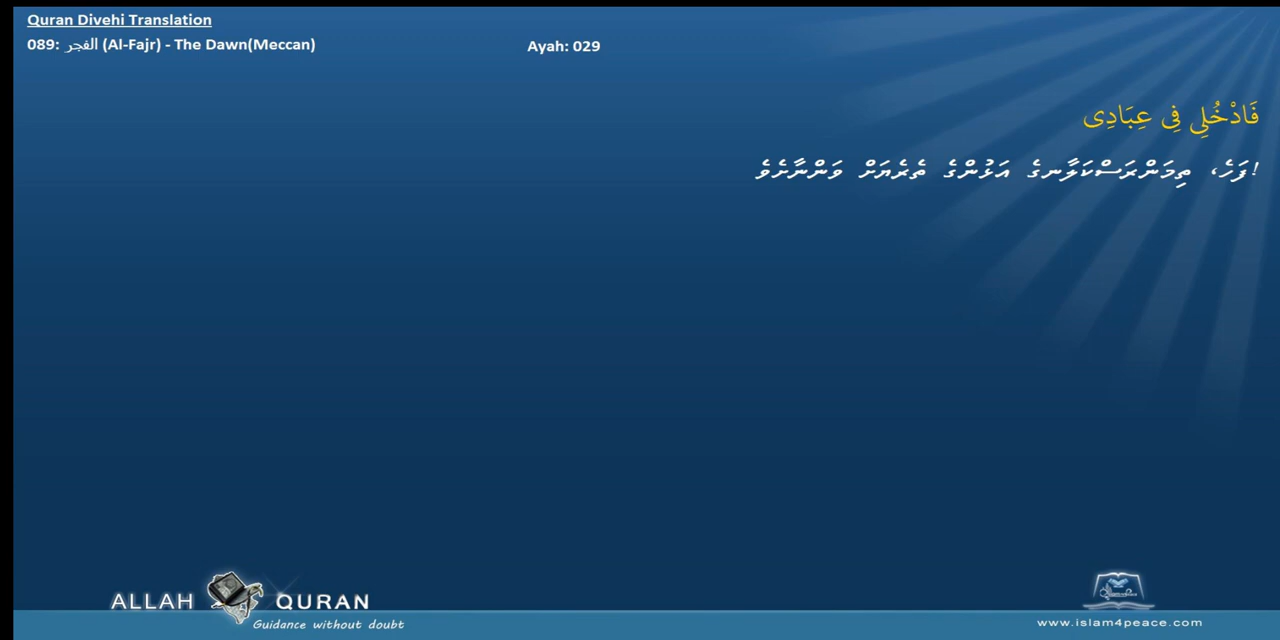 Quran Divehi Translation
089: الفجر (Al-Fajr) - The Dawn(Meccan)
Ayah: 029
فَادْخُلِي فِي عِبَادِي
!ފަހެ، ތިމަންރަސްކަލާނގެ އަޅުންގެ ތެރެޔަށް ވަންނާށެވެ
ALLAH QURAN
Guidance without doubt
www.islam4peace.com